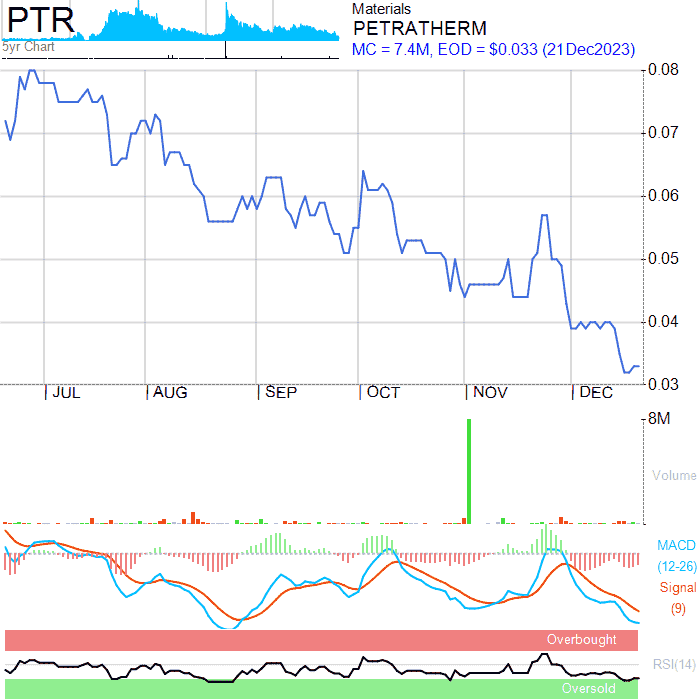 PTR
5yr Chart
Materials
PETRATHERM
MC = 7.4M, EOD = $0.033 (21Dec2023)
0.08
0.07
0.06
0.05
0.04
0.03
JUL
AUG
SEP
OCT
NOV
DEC
8M
Volume
MACD
(12-26)
Signal
(9)
Overbought
RSI(14)
Oversold